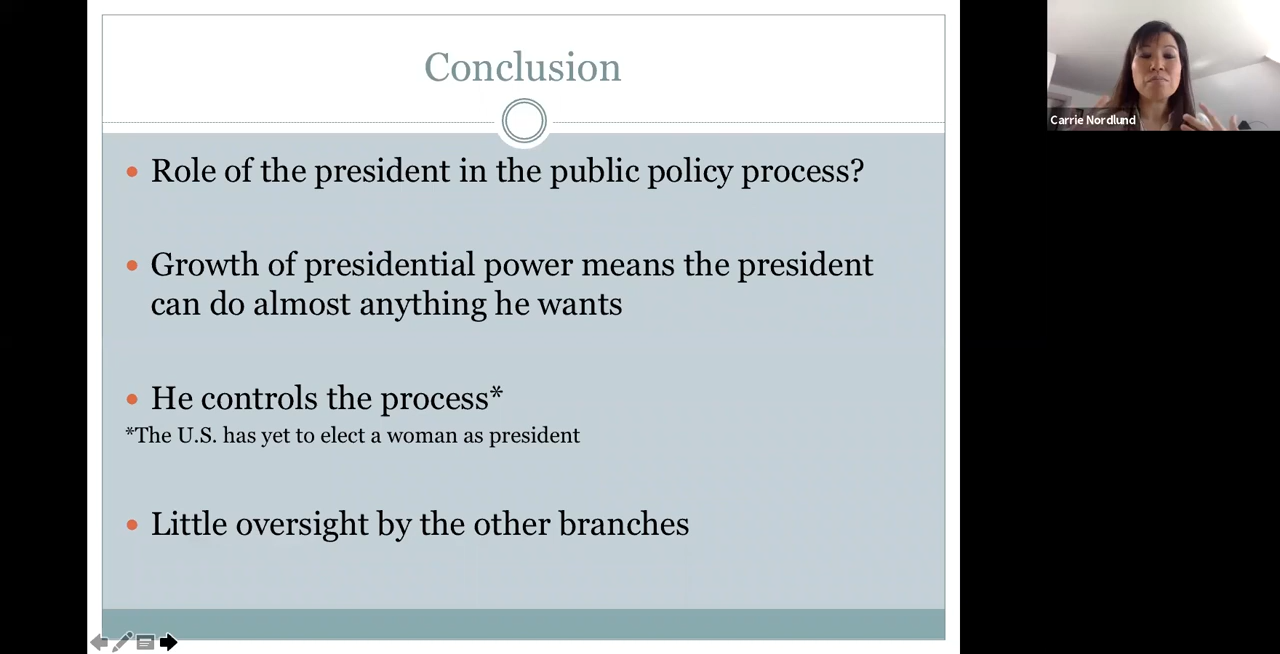 Conclusion
Role of the president in the public policy process?
Growth of presidential power means the president
can do almost anything he wants
He controls the process*
*The U.S. has yet to elect a woman as president
Little oversight by the other branches
Carrie Nordlund